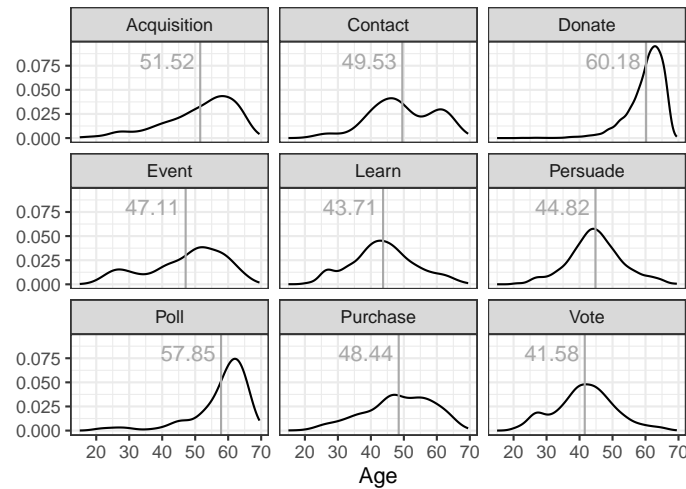 Acquisition Contact Donate
0.075 51.52 49.53 60.18
0.050
0.025
0.000
Event Learn Persuade
0.075 47.11 43.71 44.82
0.050
0.025
0.000
Poll Purchase Vote
0.075 57.85 48.44 41.58
0.050
0.025
0.000
20 30 40 50 60 70 20 30 40 50 60 70 20 30 40 50 60 70
Age